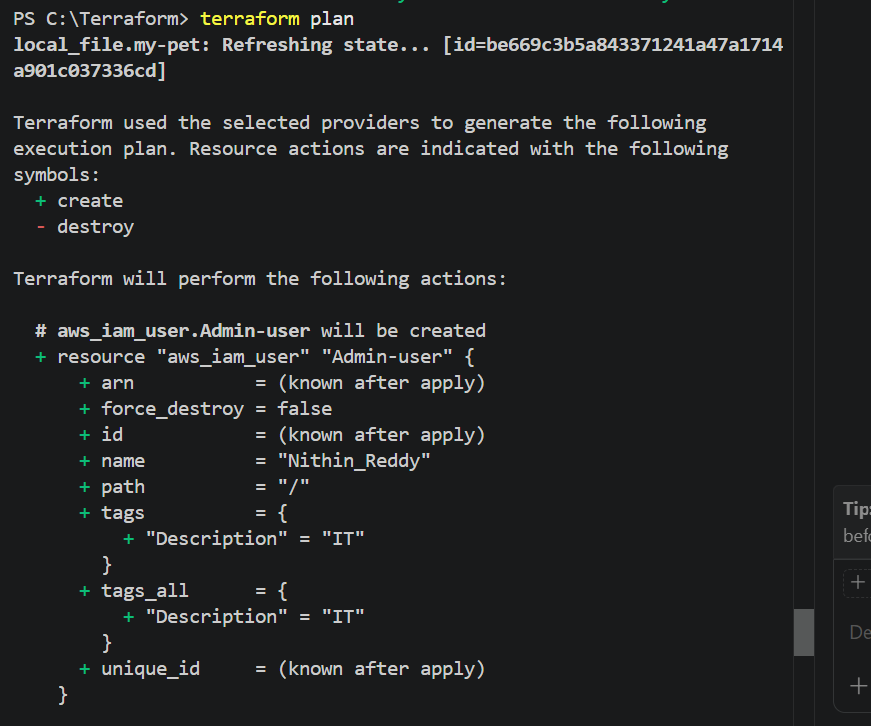 PS C:\Terraform> terraform plan
local_file.my-pet: Refreshing state... [id=be669c3b5a843371241a47a1714
a901c037336cd]
Terraform used the selected providers to generate the following
execution plan. Resource actions are indicated with the following
symbols:
  + create
  - destroy
Terraform will perform the following actions:
  # aws_iam_user.Admin-user will be created
  + resource "aws_iam_user" "Admin-user" {
      + arn           = (known after apply)
      + force_destroy = false
      + id            = (known after apply)
      + name          = "Nithin_Reddy"
      + path          = "/"
      + tags          = {
          + "Description" = "IT"
        }
      + tags_all      = {
          + "Description" = "IT"
        }
      + unique_id     = (known after apply)
    }
Tip:
+
+